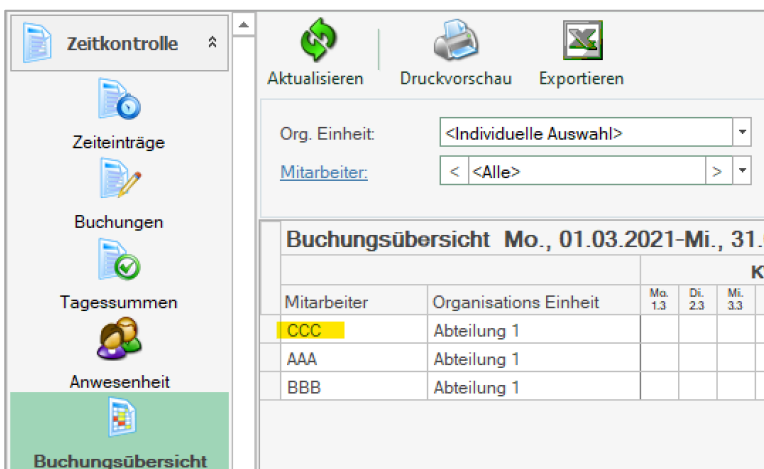 Zeitkontrolle
Zeiteinträge
Buchungen
Tagessummen
Anwesenheit
Buchungsübersicht
Aktualisieren Druckvorschau Exportieren
Org. Einheit: <Individuelle Auswahl>
Mitarbeiter: < <Alle> >
Buchungsübersicht Mo., 01.03.2021-Mi., 31.
Mitarbeiter Organisations Einheit Mo. 1.3 Di. 2.3 Mi. 3.3
CCC Abteilung 1
AAA Abteilung 1
BBB Abteilung 1